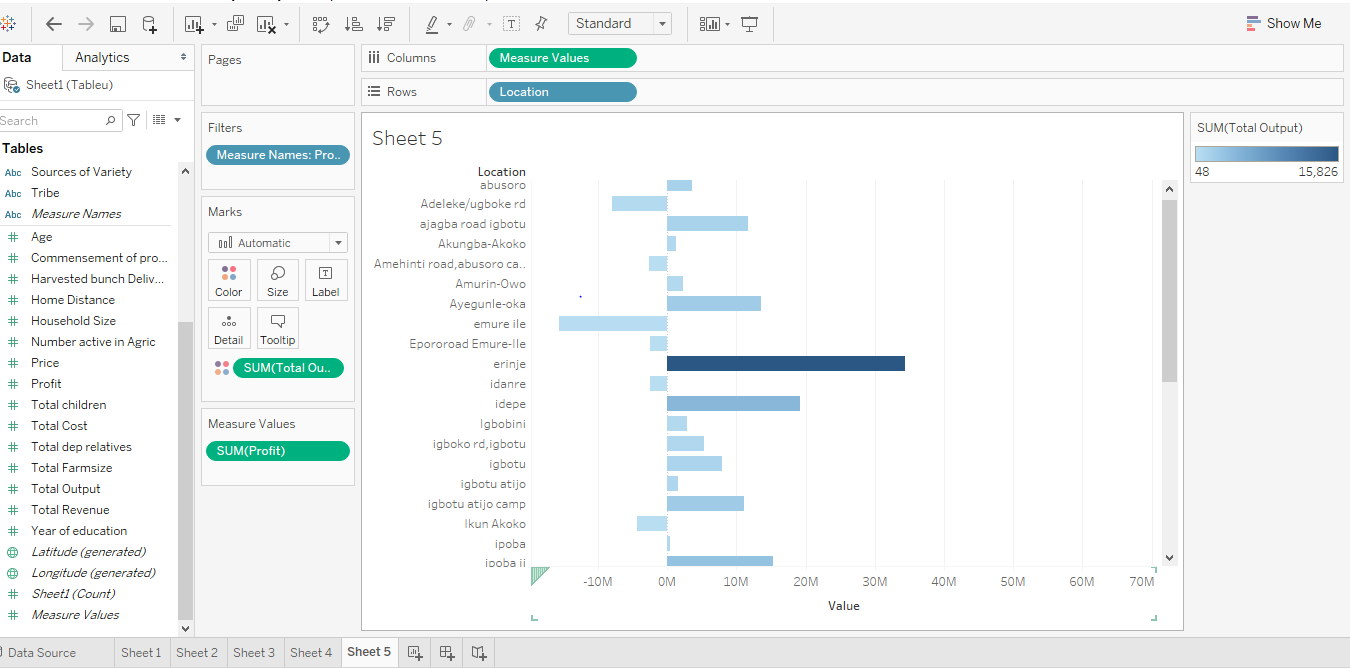 Standard
Show Me
Data
Analytics
Pages
Columns
Measure Values
Sheet1 (Tableu)
Rows
Location
Search
Filters
Measure Names: Pro..
Sheet 5
SUM(Total Output)
48
15,826
Tables
Abc Sources of Variety
Abc Tribe
Abc Measure Names
Age
Commensement of pro...
Harvested bunch Deliv...
Home Distance
Household Size
Number active in Agric
Price
Profit
Total children
Total Cost
Total dep relatives
Total Farmsize
Total Output
Total Revenue
Year of education
Latitude (generated)
Longitude (generated)
Sheet1 (Count)
Measure Values
Marks
Automatic
Color
Size
Label
Detail
Tooltip
SUM(Total Ou..
Measure Values
SUM(Profit)
Location
abusoro
Adeleke/ugboke rd
ajagba road igbotu
Akungba-Akoko
Amehinti road,abusoro ca..
Amurin-Owo
Ayegunle-oka
emure ile
Epororoad Emure-Ile
erinje
idanre
idepe
Igbobini
igboko rd,igbotu
igbotu
igbotu atijo
igbotu atijo camp
Ikun Akoko
ipoba
ipoba ii
-10M 0M 10M 20M 30M 40M 50M 60M 70M
Value
Data Source
Sheet 1
Sheet 2
Sheet 3
Sheet 4
Sheet 5